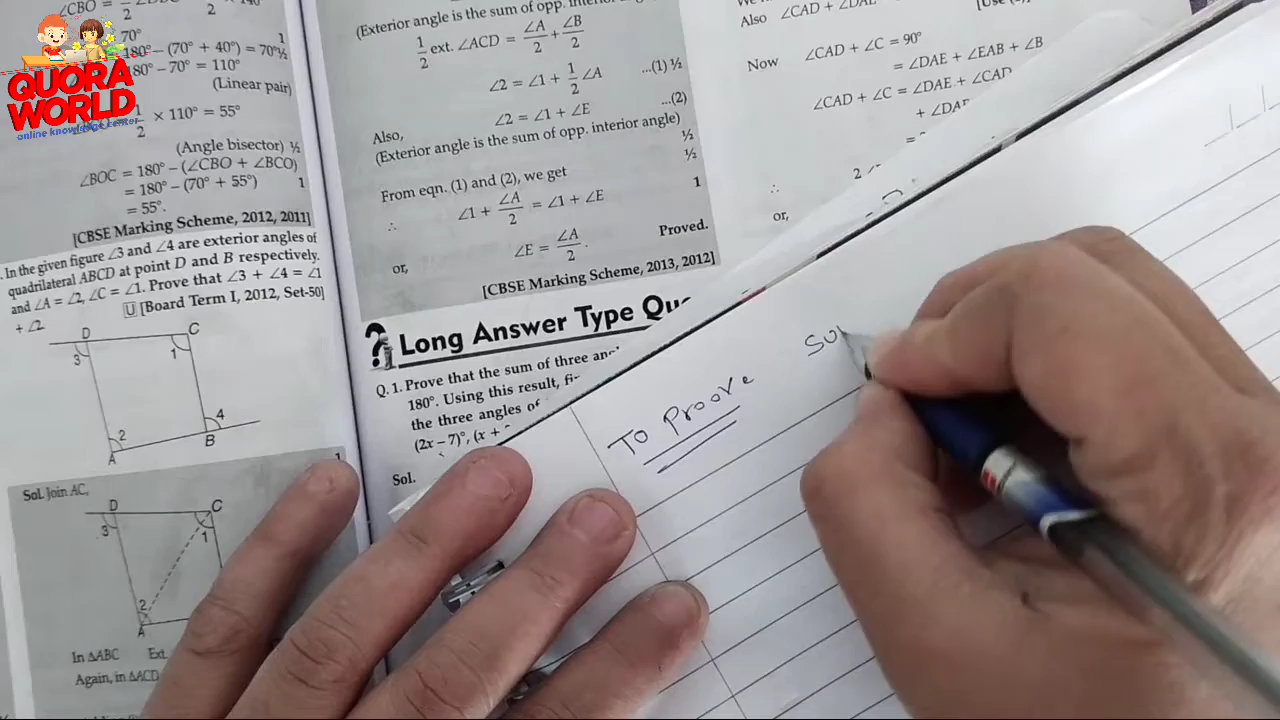 ∠CBO =
2
2
70°
180° – (70° + 40°) = 70°½
180° – 70° = 110°
(Linear pair)
1/2 × 110° = 55°
(Angle bisector) ½
∠BOC = 180° – (∠CBO + ∠BCO)
= 180° – (70° + 55°) 1
= 55°.
[CBSE Marking Scheme, 2012, 2011]
In the given figure ∠3 and ∠4 are exterior angles of
quadrilateral ABCD at point D and B respectively.
and ∠A = ∠2, ∠C = ∠1. Prove that ∠3 + ∠4 = ∠1
+ ∠2
U [Board Term I, 2012, Set-50]
D C
3 1
2 4
A B
Sol. Join AC, 1
D C
3 1
2
A
In ΔABC Ext.
Again, in ΔACD
(Exterior angle is the sum of opp. interior
1/2 ext. ∠ACD = ∠A/2 + ∠B/2
∠2 = ∠1 + 1/2 ∠A ...(1) ½
∠2 = ∠1 + ∠E ...(2)
Also,
(Exterior angle is the sum of opp. interior angle)
½
½
From eqn. (1) and (2), we get
∴ ∠1 + ∠A/2 = ∠1 + ∠E 1
or, ∠E = ∠A/2. Proved.
[CBSE Marking Scheme, 2013, 2012]
? Long Answer Type Qu
Q. 1. Prove that the sum of three
180°. Using this result,
the three angles of
(2x – 7)°, (x +
Sol.
Also ∠CAD +
∠CAD + ∠C = 90°
Now = ∠DAE + ∠EAB + ∠B
∠CAD + ∠C = ∠DAE + ∠CAD
+
∴ 2
or,
To Proove
QUORA
WORLD
online knowledge center